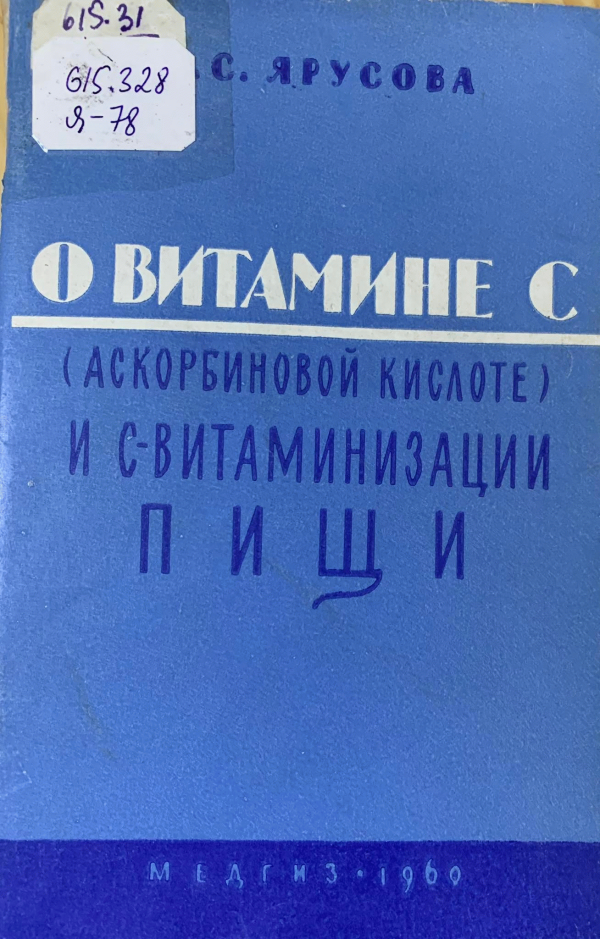 615.31
615.328
Я-78
.С. ЯРУСОВА
О ВИТАМИНЕ С
(АСКОРБИНОВОЙ КИСЛОТЕ)
И С-ВИТАМИНИЗАЦИИ
ПИЩИ
МЕДГИЗ • 1960